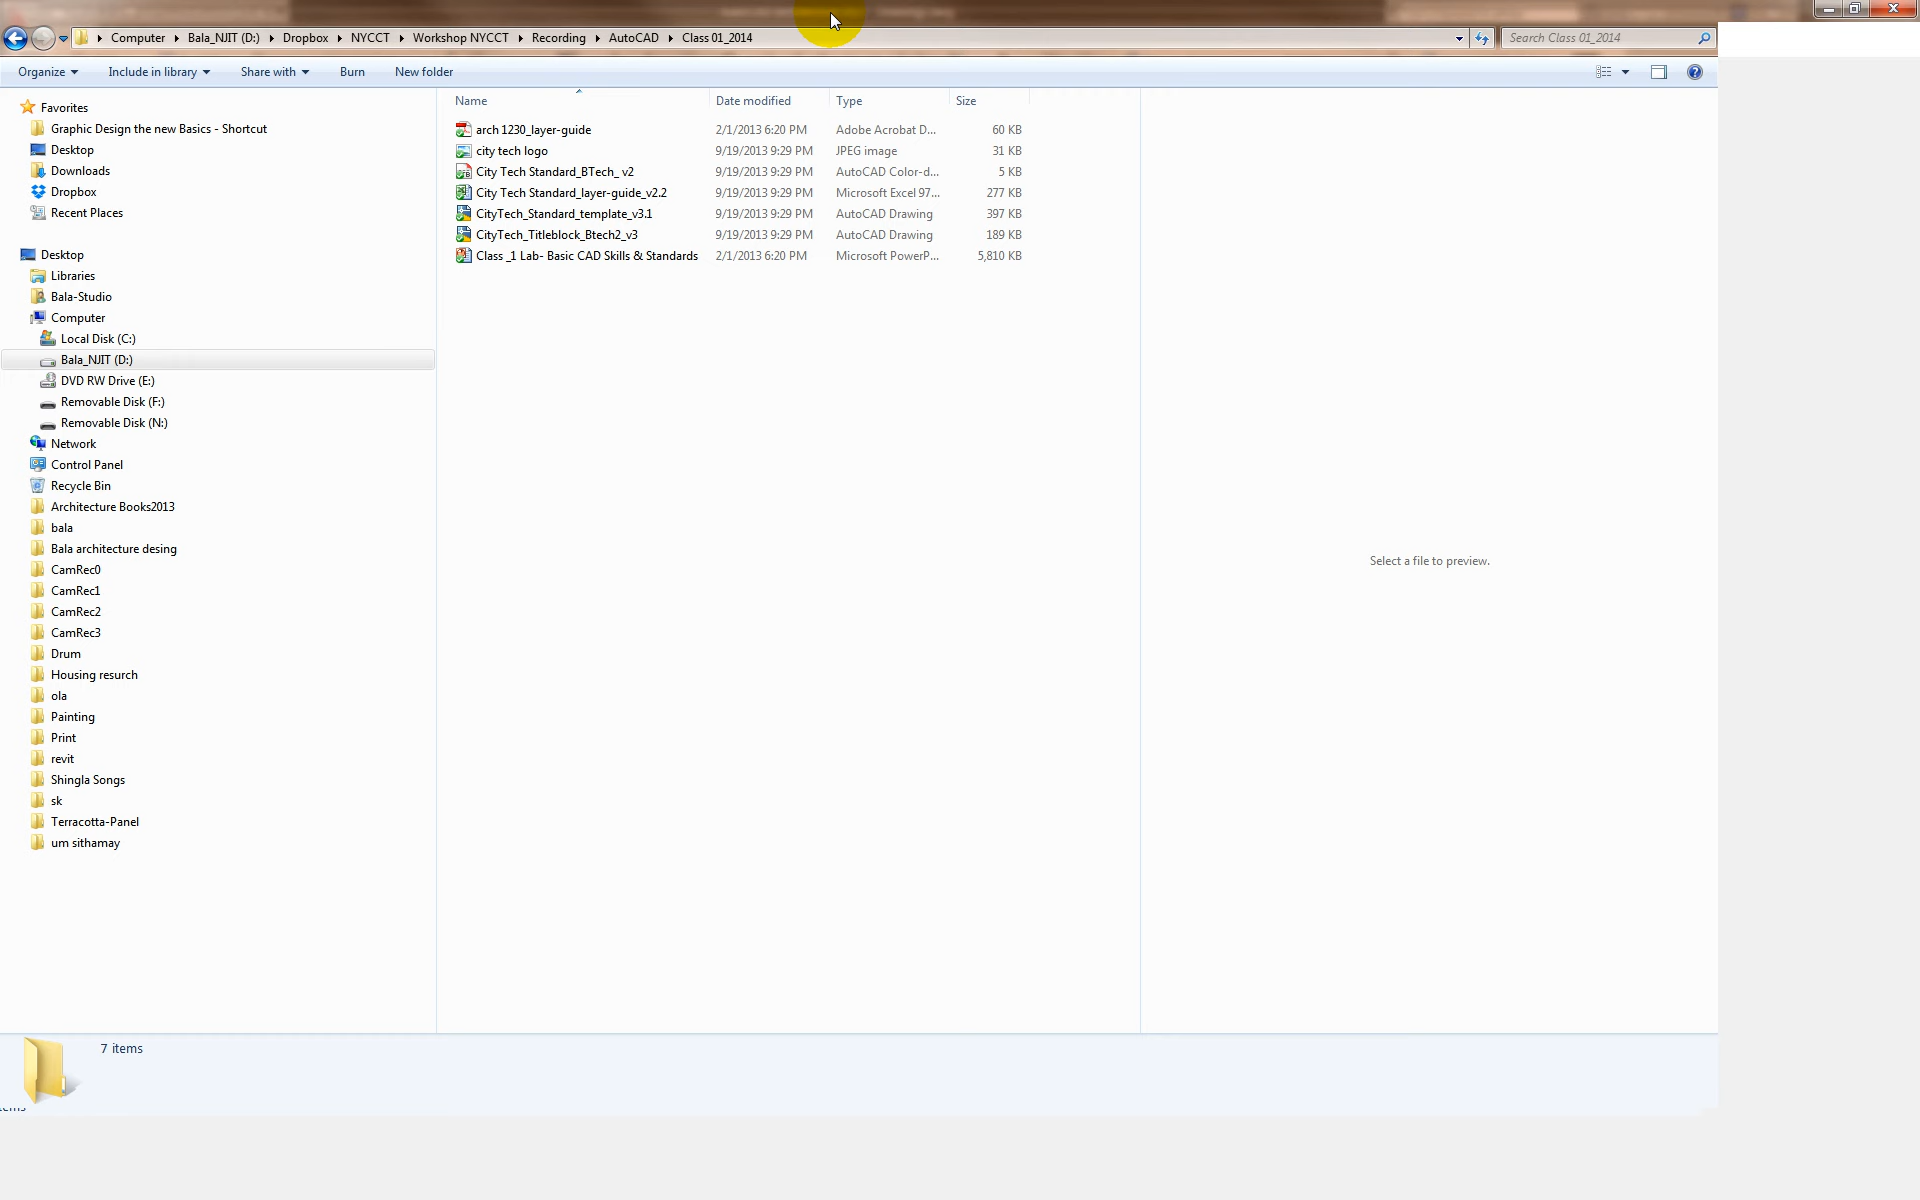 Computer Bala_NJIT (D:) Dropbox NYCCT Workshop NYCCT Recording AutoCAD Class 01_2014 Search Class 01_2014
Organize Include in library Share with Burn New folder
Name Date modified Type Size
arch 1230_layer-guide 2/1/2013 6:20 PM Adobe Acrobat D... 60 KB
city tech logo 9/19/2013 9:29 PM JPEG image 31 KB
City Tech Standard_BTech_ v2 9/19/2013 9:29 PM AutoCAD Color-d... 5 KB
City Tech Standard_layer-guide_v2.2 9/19/2013 9:29 PM Microsoft Excel 97... 277 KB
CityTech_Standard_template_v3.1 9/19/2013 9:29 PM AutoCAD Drawing 397 KB
CityTech_Titleblock_Btech2_v3 9/19/2013 9:29 PM AutoCAD Drawing 189 KB
Class _1 Lab- Basic CAD Skills & Standards 2/1/2013 6:20 PM Microsoft PowerP... 5,810 KB
Favorites
Graphic Design the new Basics - Shortcut
Desktop
Downloads
Dropbox
Recent Places
Desktop
Libraries
Bala-Studio
Computer
Local Disk (C:)
Bala_NJIT (D:)
DVD RW Drive (E:)
Removable Disk (F:)
Removable Disk (N:)
Network
Control Panel
Recycle Bin
Architecture Books2013
bala
Bala architecture desing
CamRec0
CamRec1
CamRec2
CamRec3
Drum
Housing resurch
ola
Painting
Print
revit
Shingla Songs
sk
Terracotta-Panel
um sithamay
Select a file to preview.
7 items